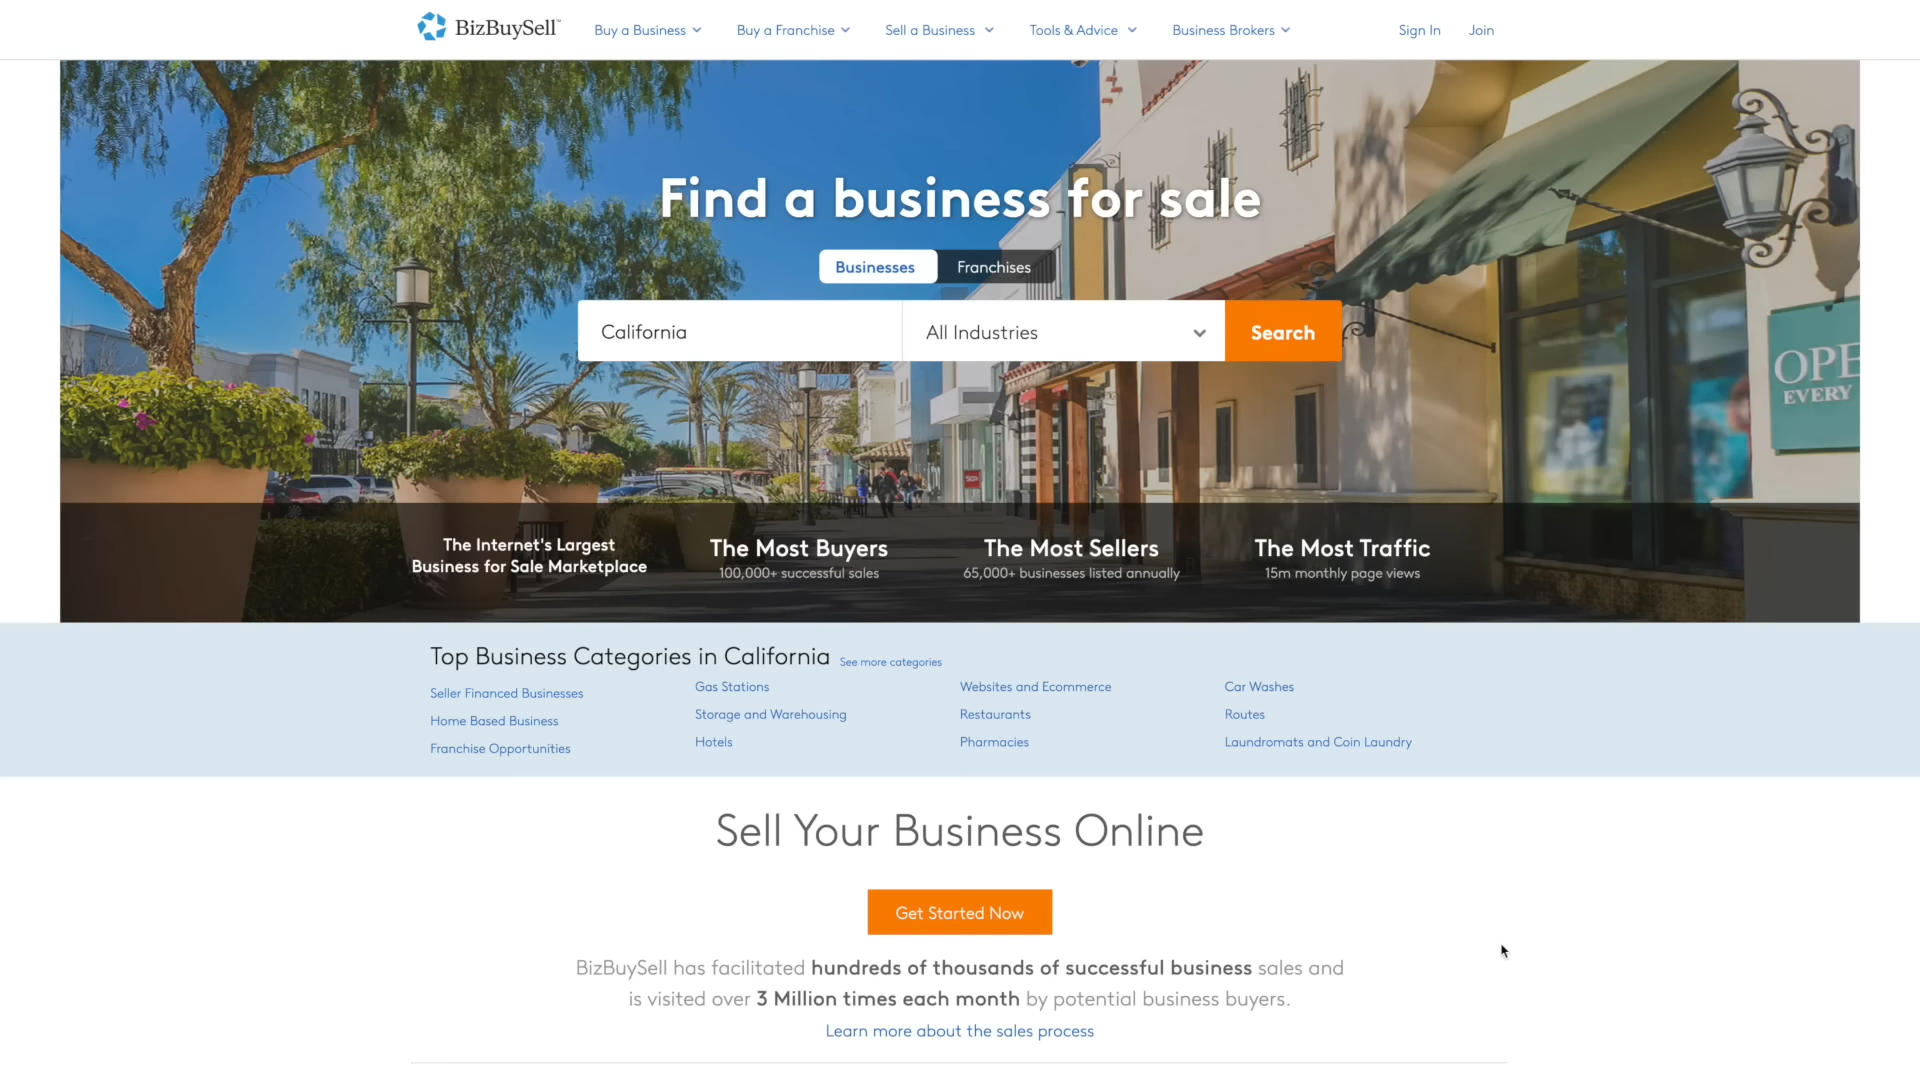 BizBuySell™
Buy a Business
Buy a Franchise
Sell a Business
Tools & Advice
Business Brokers
Sign In
Join
Find a business for sale
Businesses
Franchises
California
All Industries
Search
OPE
EVERY
The Internet's Largest
Business for Sale Marketplace
The Most Buyers
100,000+ successful sales
The Most Sellers
65,000+ businesses listed annually
The Most Traffic
15m monthly page views
Top Business Categories in California See more categories
Seller Financed Businesses
Home Based Business
Franchise Opportunities
Gas Stations
Storage and Warehousing
Hotels
Websites and Ecommerce
Restaurants
Pharmacies
Car Washes
Routes
Laundromats and Coin Laundry
Sell Your Business Online
Get Started Now
BizBuySell has facilitated hundreds of thousands of successful business sales and
is visited over 3 Million times each month by potential business buyers.
Learn more about the sales process